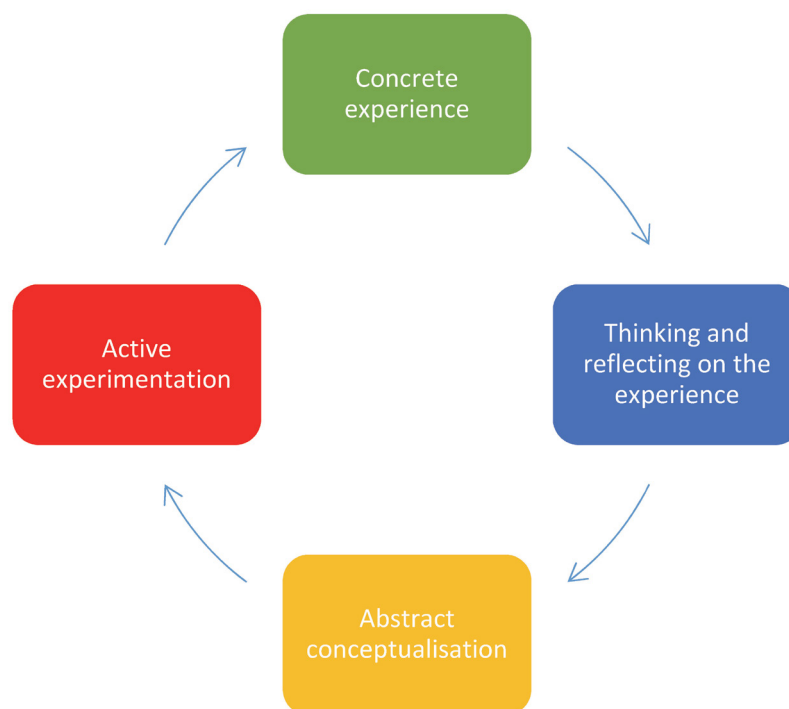 Concrete
experience
Thinking and
reflecting on the
experience
Abstract
conceptualisation
Active
experimentation